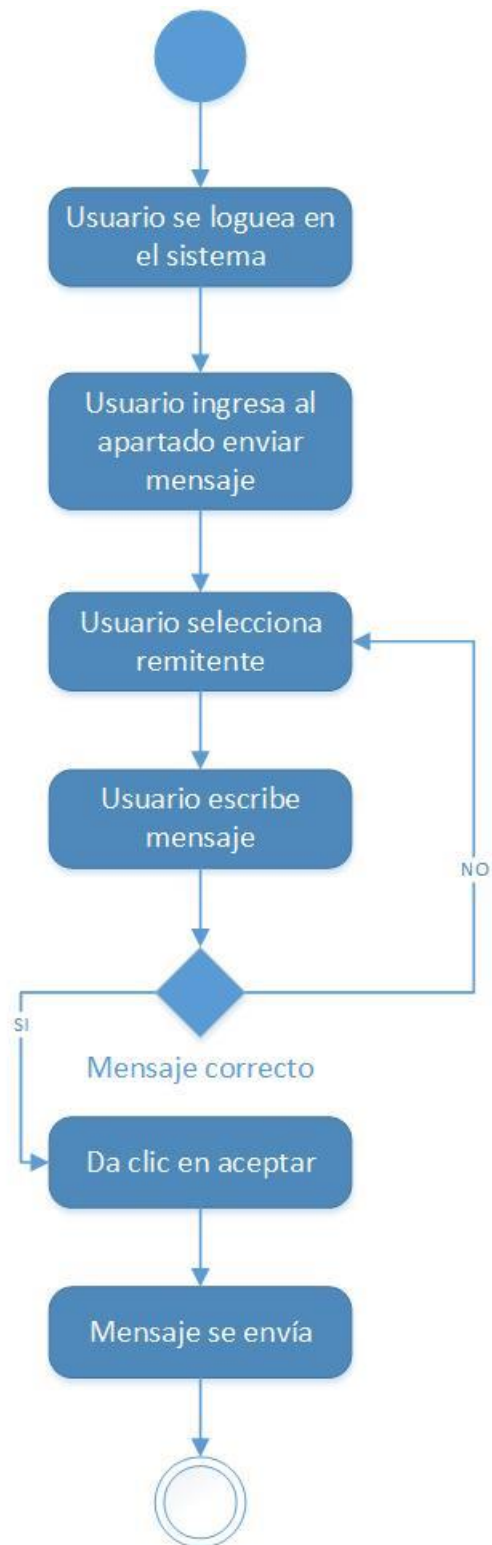 Usuario se loguea en
el sistema
Usuario ingresa al
apartado enviar
mensaje
Usuario selecciona
remitente
Usuario escribe
mensaje
NO
SI
Mensaje correcto
Da clic en aceptar
Mensaje se envía